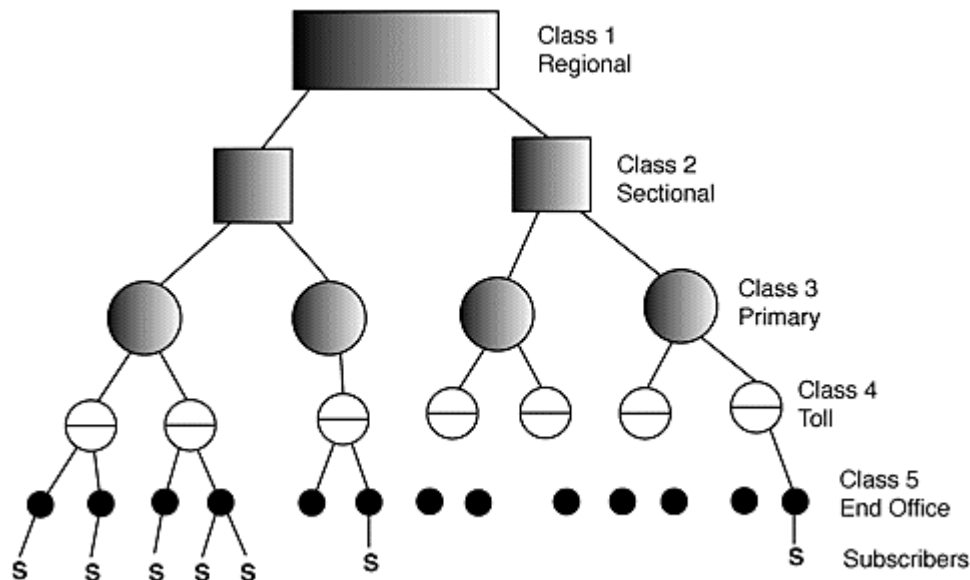 Class 1
Regional
Class 2
Sectional
Class 3
Primary
Class 4
Toll
Class 5
End Office
S
S
S
S
S
S
S
Subscribers